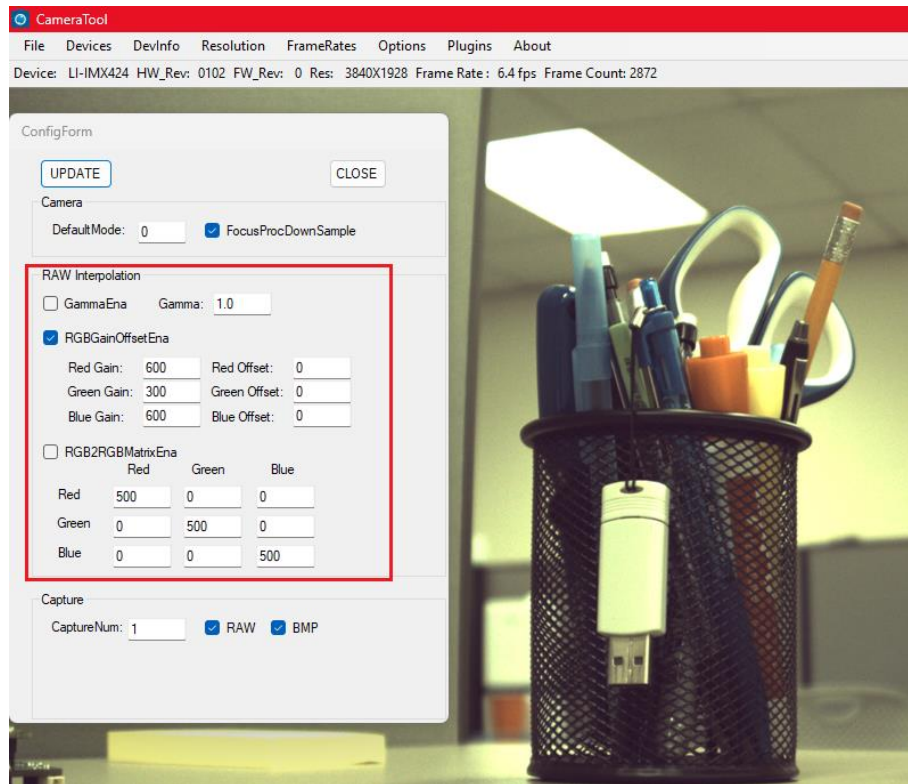 CameraTool
File Devices DevInfo Resolution FrameRates Options Plugins About
Device: LI-IMX424 HW_Rev: 0102 FW_Rev: 0 Res: 3840X1928 Frame Rate : 6.4 fps Frame Count: 2872
ConfigForm
UPDATE CLOSE
Camera
DefaultMode: 0 FocusProcDownSample
RAW Interpolation
GammaEna Gamma: 1.0
RGBGainOffsetEna
Red Gain: 600 Red Offset: 0
Green Gain: 300 Green Offset: 0
Blue Gain: 600 Blue Offset: 0
RGB2RGBMatrixEna
Red Green Blue
Red 500 0 0
Green 0 500 0
Blue 0 0 500
Capture
CaptureNum: 1 RAW BMP